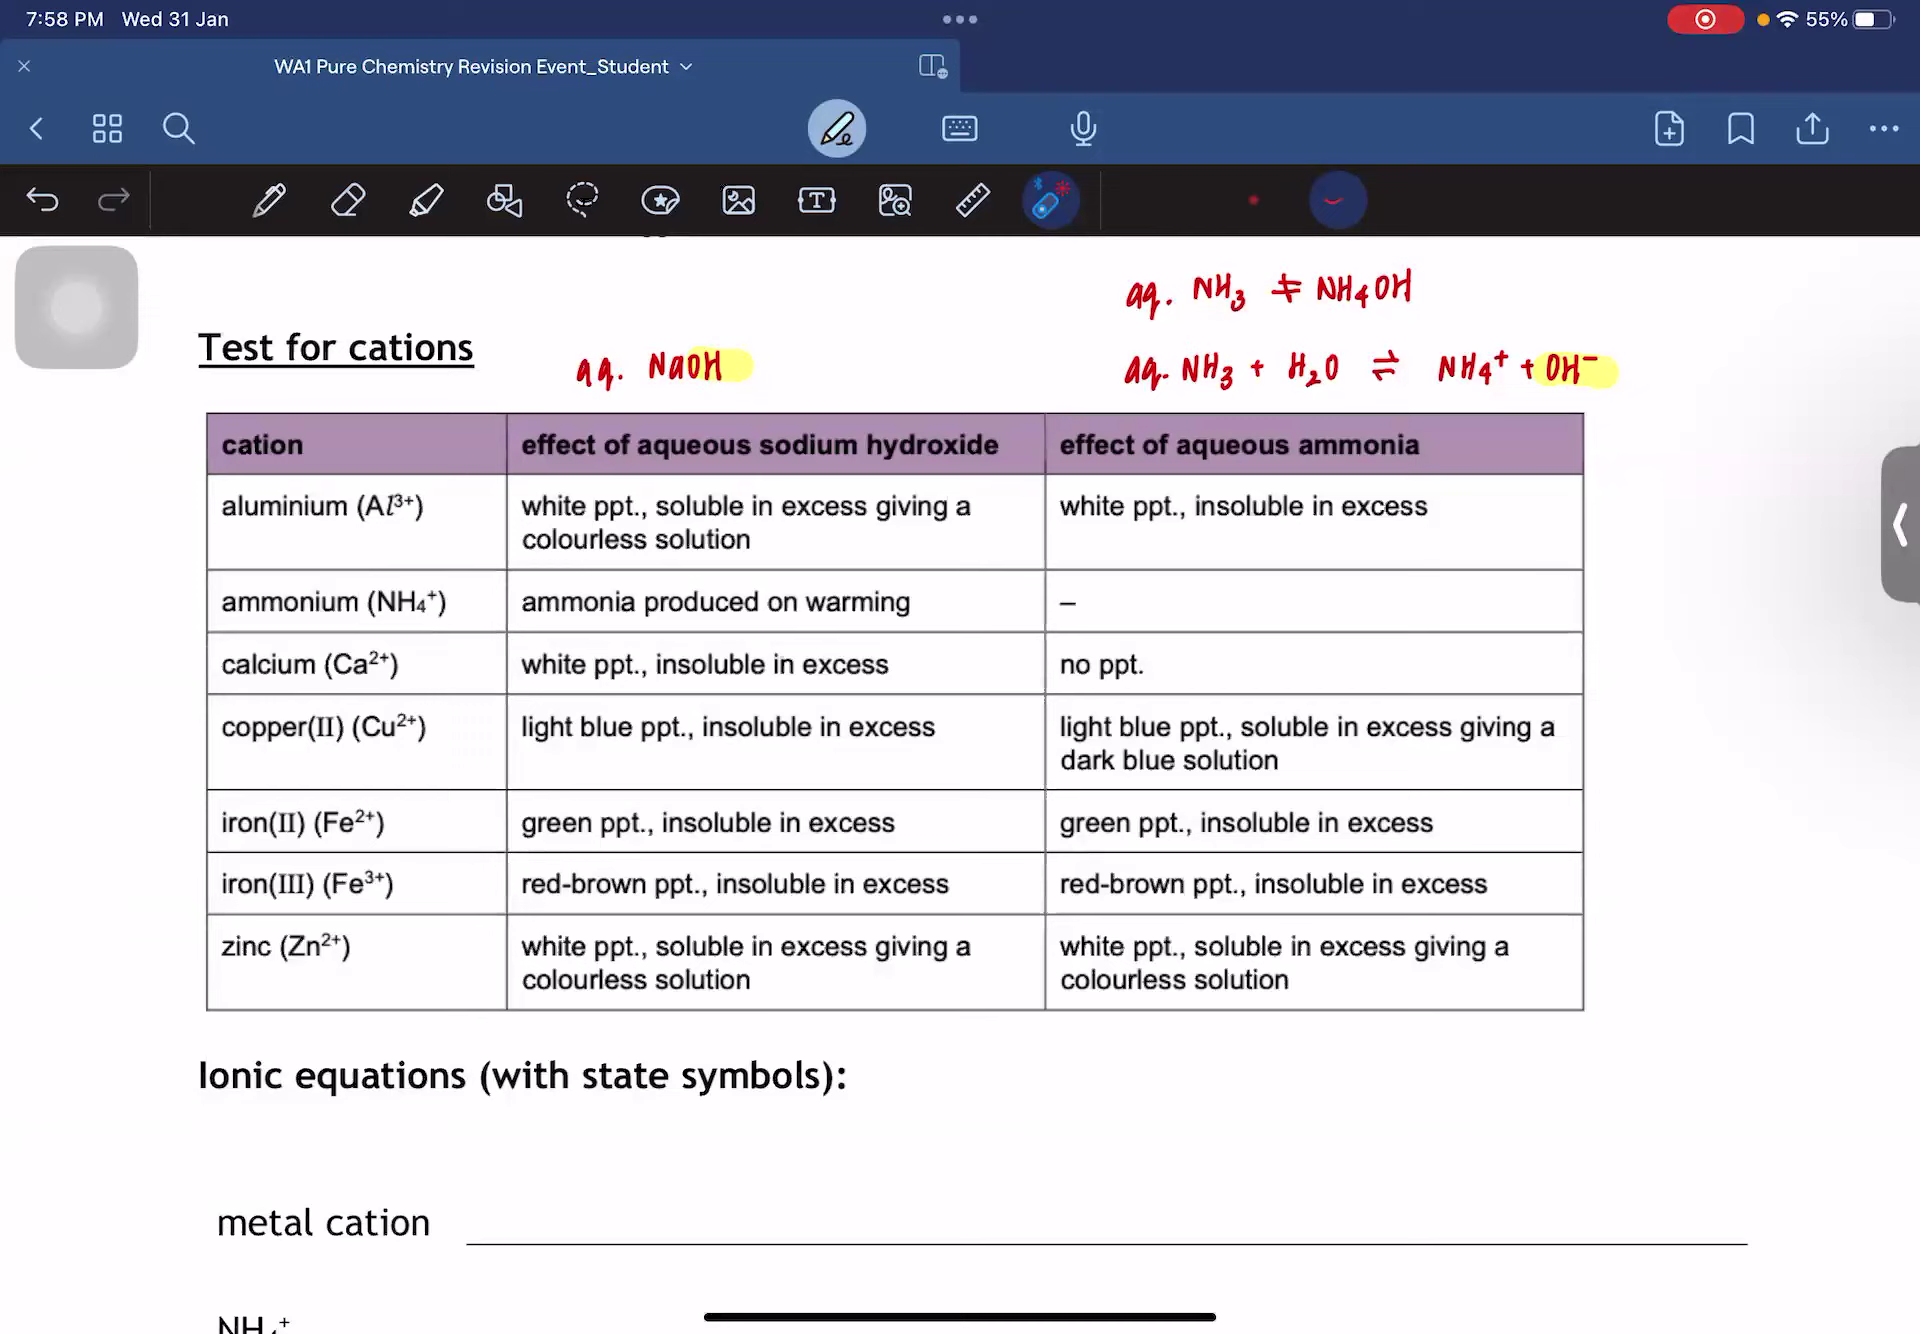 7:58 PM Wed 31 Jan
55%
WA1 Pure Chemistry Revision Event_Student
aq. NH₃ ≠ NH₄OH
Test for cations
aq. NaOH
aq. NH₃ + H₂O ⇌ NH₄⁺ + OH⁻
cation effect of aqueous sodium hydroxide effect of aqueous ammonia
aluminium (Al³⁺) white ppt., soluble in excess giving a colourless solution white ppt., insoluble in excess
ammonium (NH₄⁺) ammonia produced on warming –
calcium (Ca²⁺) white ppt., insoluble in excess no ppt.
copper(II) (Cu²⁺) light blue ppt., insoluble in excess light blue ppt., soluble in excess giving a dark blue solution
iron(II) (Fe²⁺) green ppt., insoluble in excess green ppt., insoluble in excess
iron(III) (Fe³⁺) red-brown ppt., insoluble in excess red-brown ppt., insoluble in excess
zinc (Zn²⁺) white ppt., soluble in excess giving a colourless solution white ppt., soluble in excess giving a colourless solution
Ionic equations (with state symbols):
metal cation
NH₄⁺